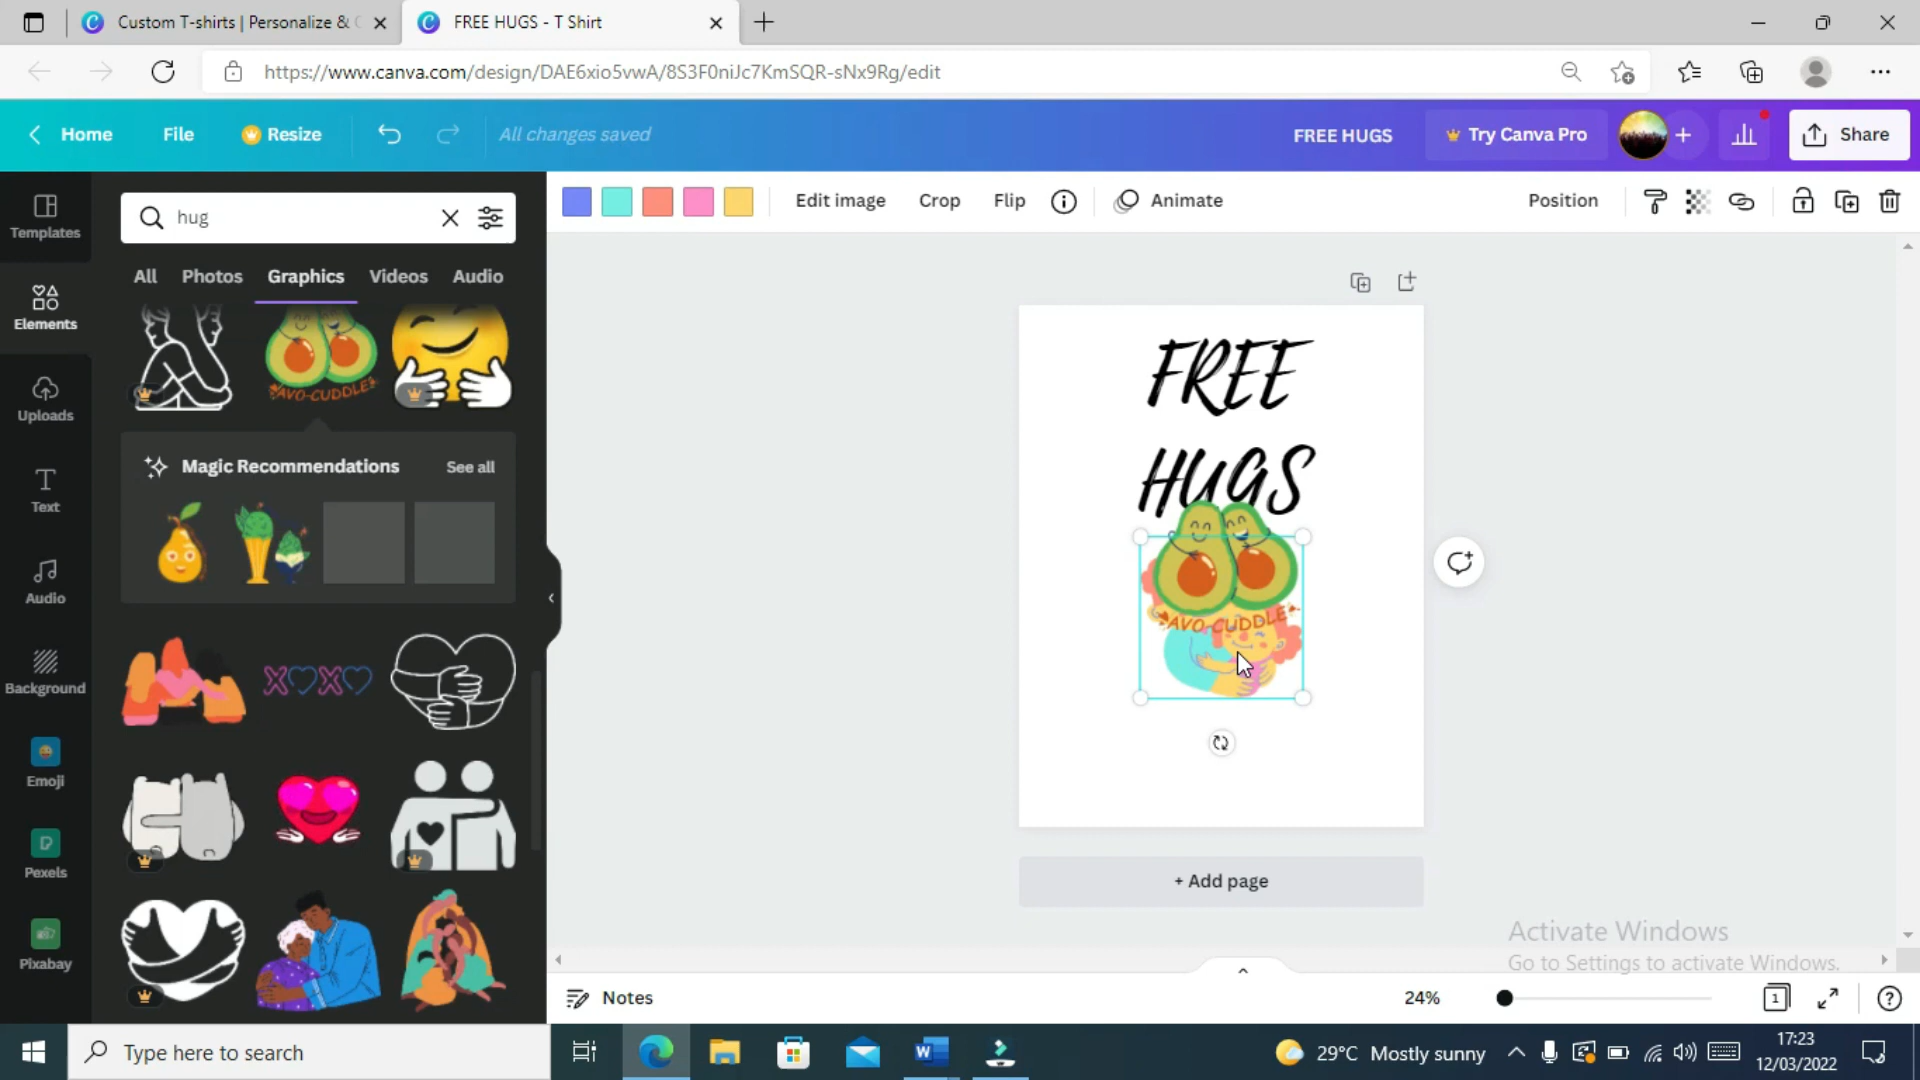 Custom T-shirts | Personalize &
FREE HUGS - T Shirt
https://www.canva.com/design/DAE6xio5vwA/8S3F0niJc7KmSQR-sNx9Rg/edit
Home
File
Resize
All changes saved
FREE HUGS
Try Canva Pro
Share
Templates
Elements
Uploads
Text
Audio
Background
Emoji
Pexels
Pixabay
hug
All
Photos
Graphics
Videos
Audio
AVO-CUDDLE
Magic Recommendations
See all
XOXO
Edit image
Crop
Flip
Animate
Position
FREE
HUGS
AVO-CUDDLE
+ Add page
Activate Windows
Go to Settings to activate Windows.
Notes
24%
1
Type here to search
29°C Mostly sunny
17:23
12/03/2022